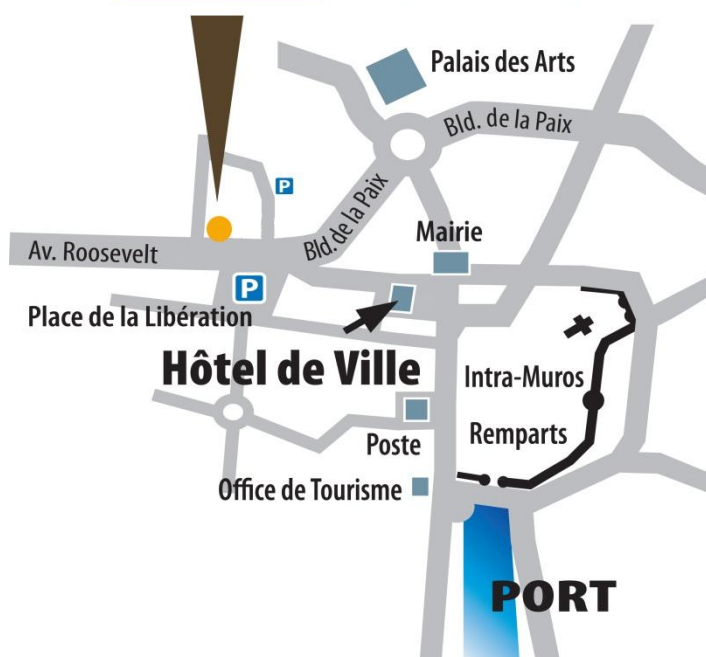 Palais des Arts
Bld. de la Paix
P
Bld. de la Paix
Mairie
Av. Roosevelt
P
Place de la Libération
Hôtel de Ville
Intra-Muros
Remparts
Poste
Office de Tourisme
PORT